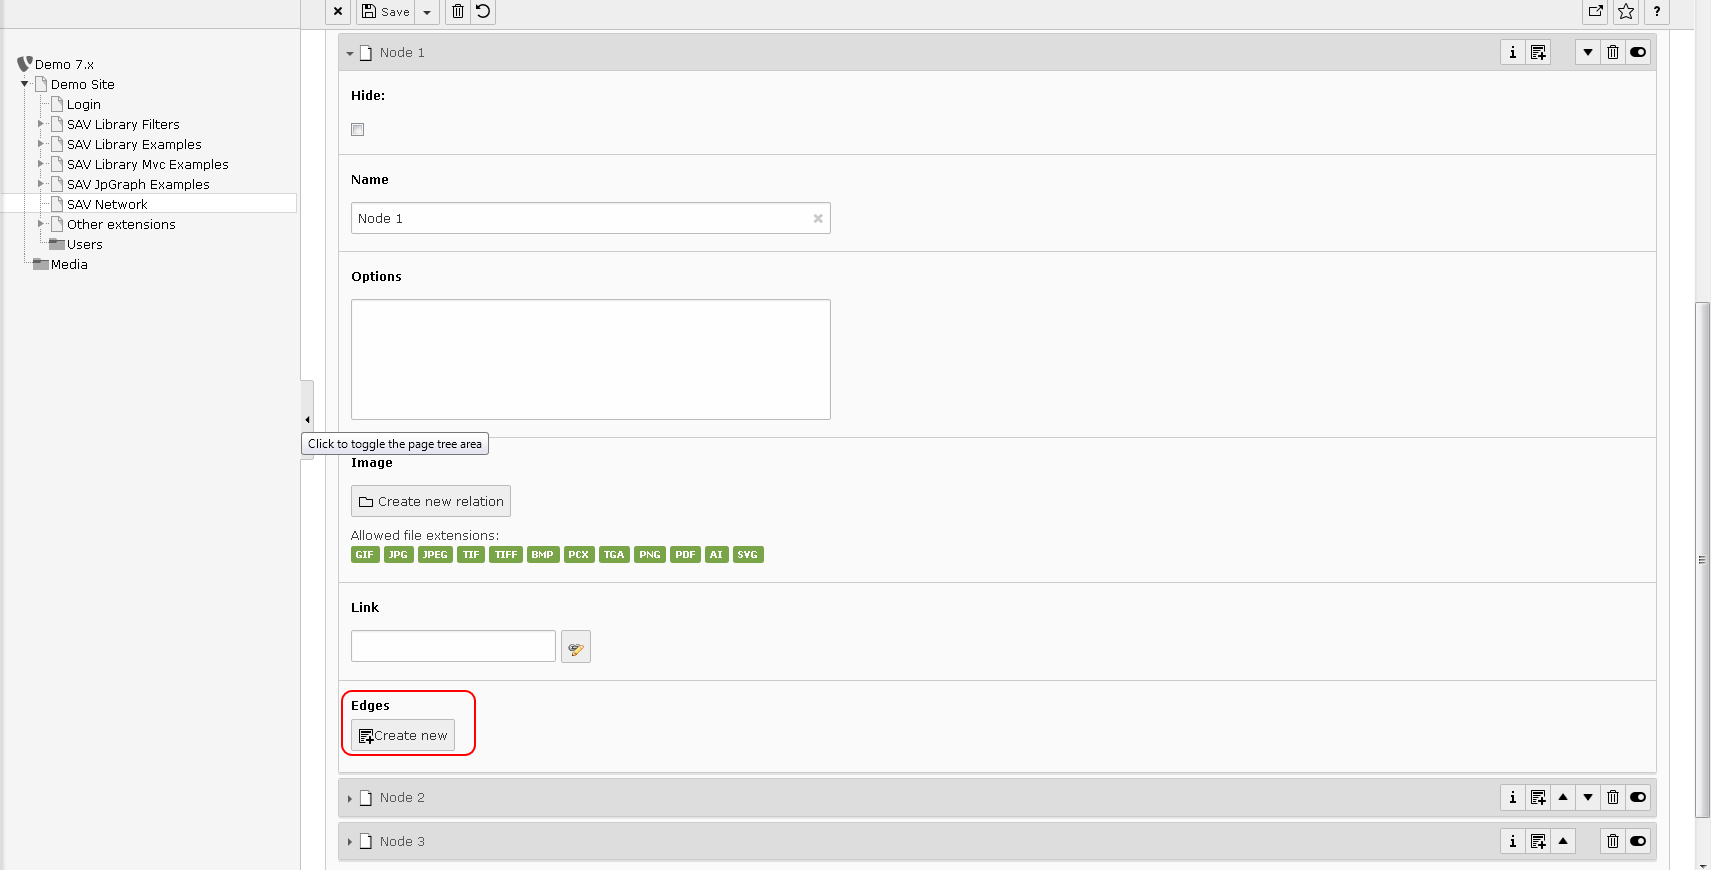 Save
?
Demo 7.x
Demo Site
Login
SAV Library Filters
SAV Library Examples
SAV Library Mvc Examples
SAV JpGraph Examples
SAV Network
Other extensions
Users
Media
Node 1
Hide:
Name
Node 1
Options
Click to toggle the page tree area
Image
Create new relation
Allowed file extensions:
GIF JPG JPEG TIF TIFF BMP PCX TGA PNG PDF AI SVG
Link
Edges
Create new
Node 2
Node 3